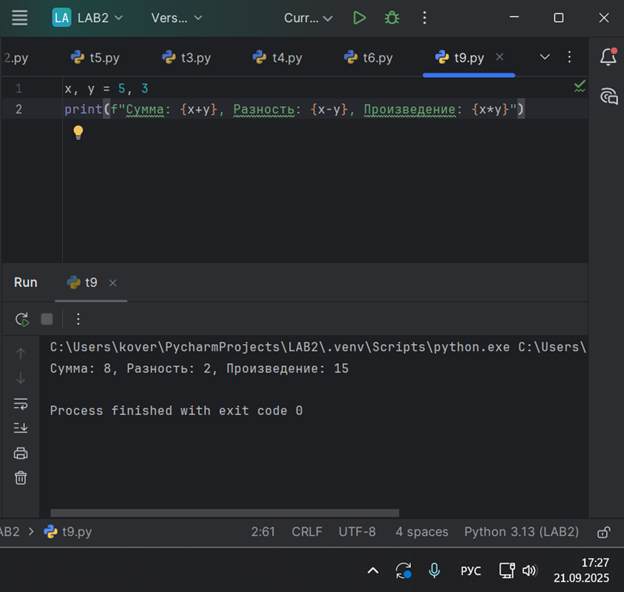 LA LAB2 Vers... Curr...
2.py t5.py t3.py t4.py t6.py t9.py
1 x, y = 5, 3
2 print(f"Сумма: {x+y}, Разность: {x-y}, Произведение: {x*y}")
Run t9
C:\Users\kover\PycharmProjects\LAB2\.venv\Scripts\python.exe C:\Users\
Сумма: 8, Разность: 2, Произведение: 15
Process finished with exit code 0
AB2 > t9.py 2:61 CRLF UTF-8 4 spaces Python 3.13 (LAB2)
РУС 17:27
21.09.2025